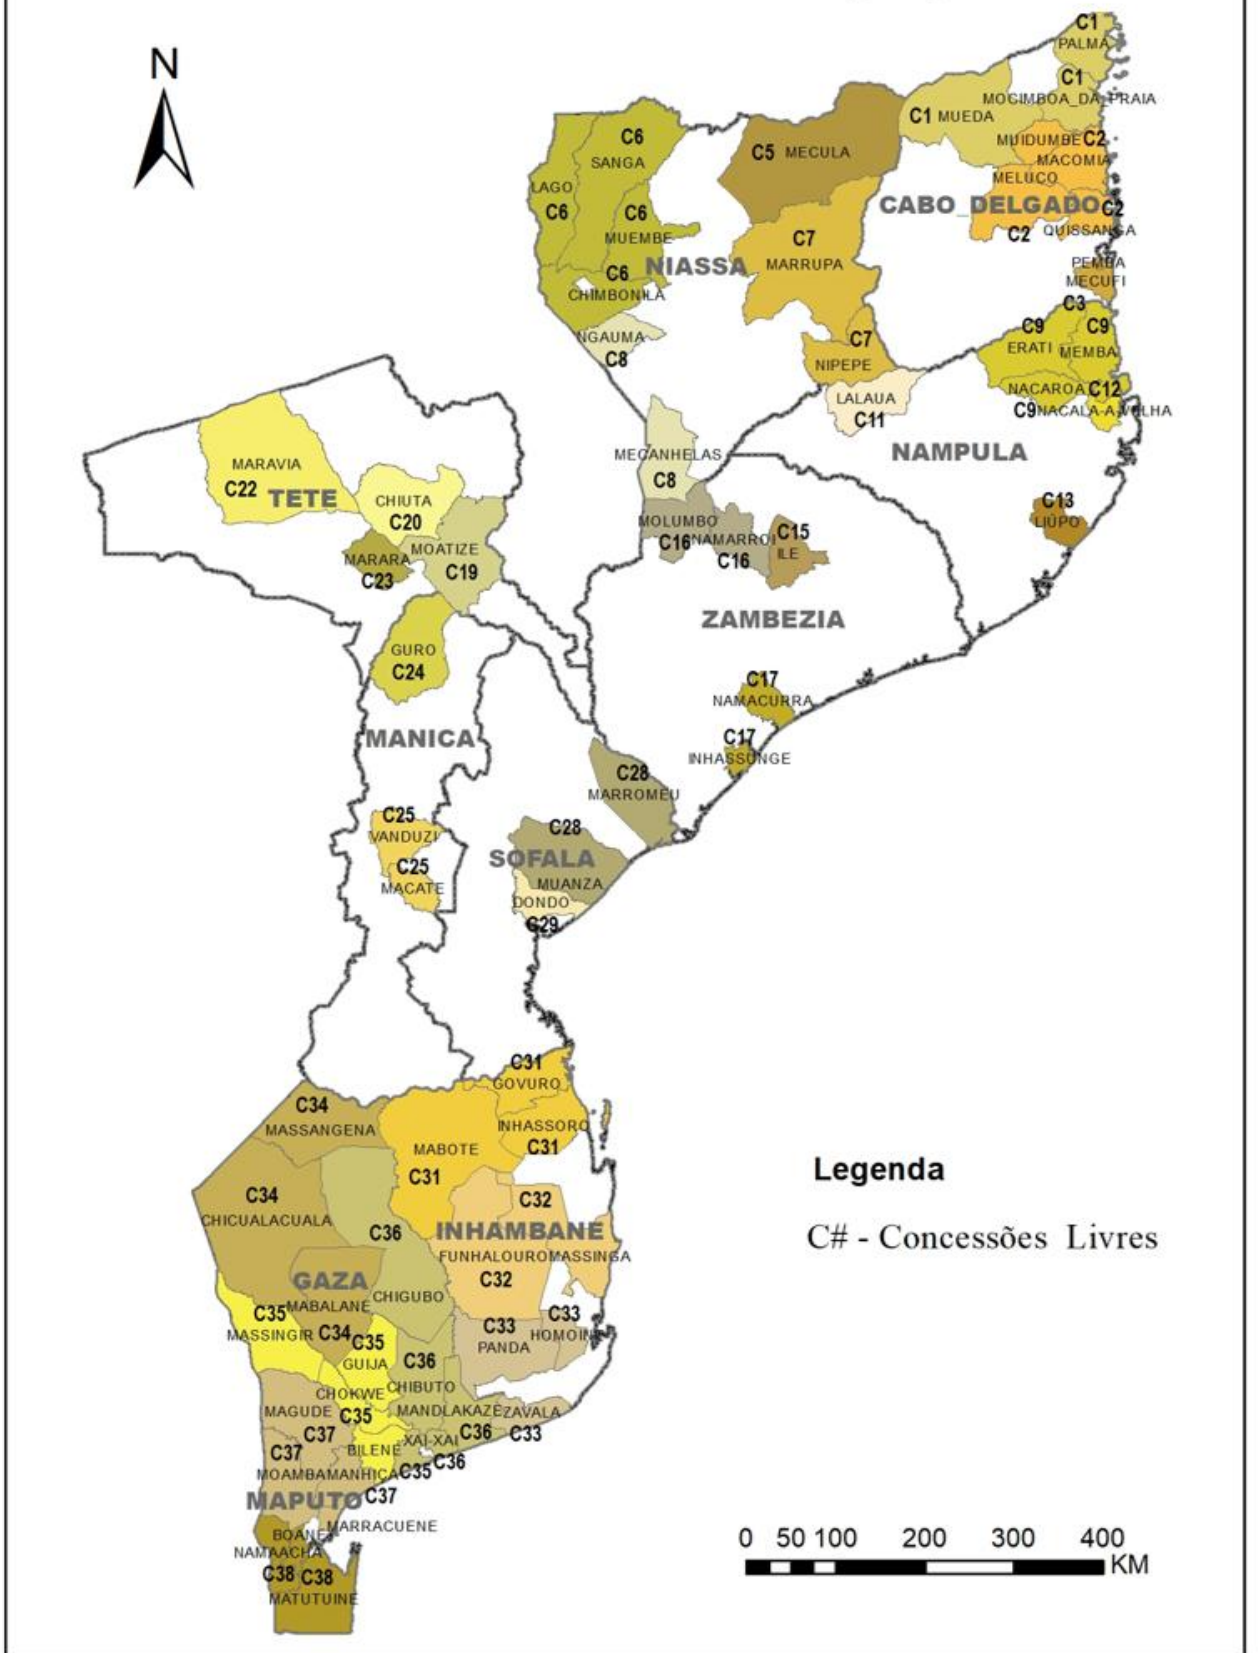 N
C1
PALMA
C1
MOCIMBOA_DA_PRAIA
C1 MUEDA
MUIDUMBE C2
MACOMIA
MELUCO
CABO_DELGADO
C2
C2
QUISSANGA
PEMBA
MECUFI
C3
C5 MECULA
C6
SANGA
LAGO
C6
C6
MUEMBE
C6
CHIMBONILA
NIASSA
C7
MARRUPA
NGAUMA
C8
C7
NIPEPE
C9
ERATI
C9
MEMBA
NACAROA C12
C9 NACALA-A-VELHA
LALAUA
C11
NAMPULA
MECANHELAS
C8
MARAVIA
C22
TETE
CHIUTA
C20
MARARA
C23
MOATIZE
C19
MOLUMBO
C16
NAMARROI
C16
C15
ILE
C13
LIÚPO
ZAMBEZIA
GURO
C24
C17
NAMACURRA
C17
INHASSUNGE
MANICA
C28
MARROMEU
C25
VANDUZI
C25
MACATE
C28
SOFALA
MUANZA
DONDO
C29
C31
GOVURO
C34
MASSANGENA
INHASSORO
C31
MABOTE
C31
C34
CHICUALACUALA
C32
C36
INHAMBANE
FUNHALOURO
MASSINGA
C32
GAZA
MABALANE
CHIGUBO
C35
MASSINGIR
C34
C35
GUIJA
C33
PANDA
C33
HOMOINE
C36
CHIBUTO
CHOKWE
C35
MAGUDE
C37
MANDLAKAZE
C36
ZAVALA
C33
BILENE
XAI-XAI
C36
C35
C37
MOAMBA
MANHICA
C37
MAPUTO
MARRACUENE
BOANE
NAMAACHA
C38
C38
MATUTUINE
Legenda
C# - Concessões Livres
0 50 100 200 300 400
KM